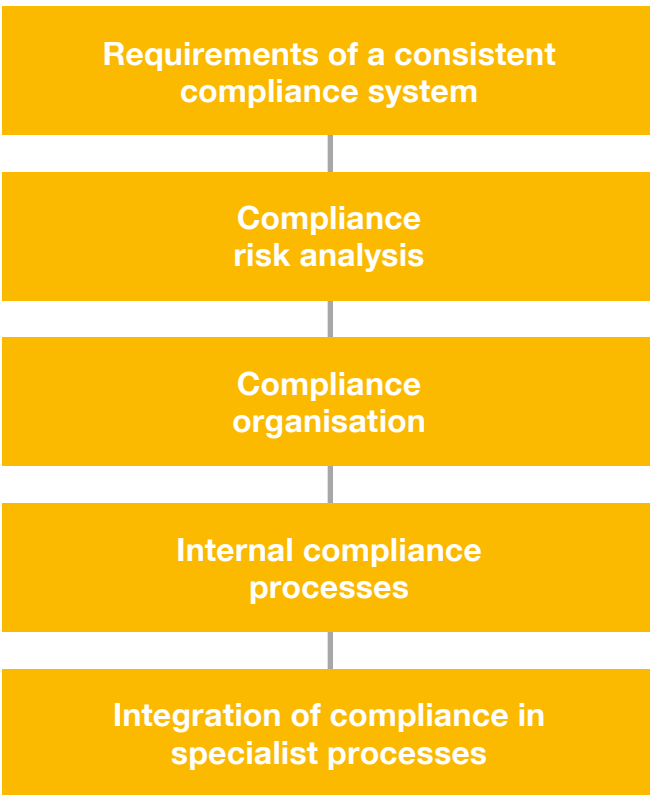 Requirements of a consistent
compliance system
Compliance
risk analysis
Compliance
organisation
Internal compliance
processes
Integration of compliance in
specialist processes